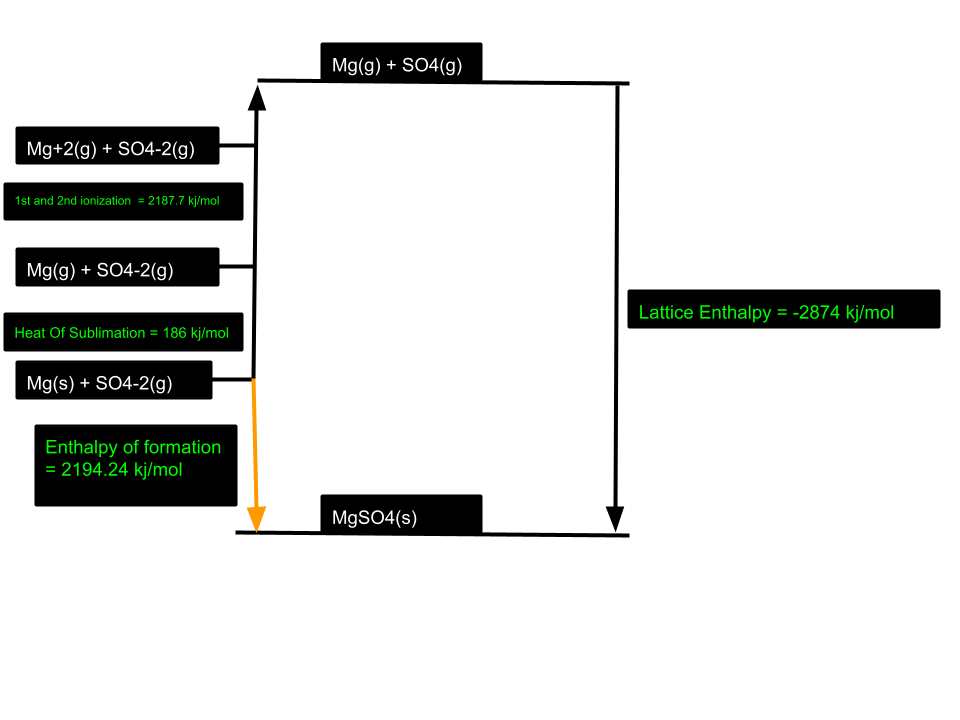 Mg(g) + SO4(g)
Mg+2(g) + SO4-2(g)
1st and 2nd ionization  = 2187.7 kj/mol
Mg(g) + SO4-2(g)
Heat Of Sublimation = 186 kj/mol
Mg(s) + SO4-2(g)
Enthalpy of formation
= 2194.24 kj/mol
Lattice Enthalpy = -2874 kj/mol
MgSO4(s)